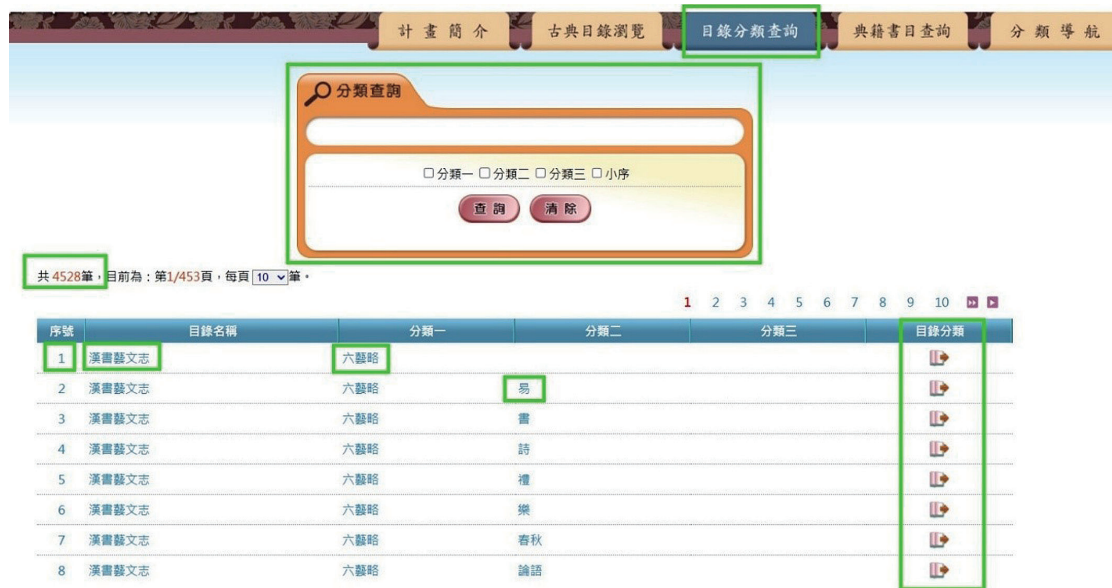 計畫簡介 古典目錄瀏覽 目錄分類查詢 典籍書目查詢 分類導航
分類查詢
分類一 分類二 分類三 小序
查詢 清除
共4528筆，目前為：第1/453頁，每頁 10 筆。
1 2 3 4 5 6 7 8 9 10
序號 目錄名稱 分類一 分類二 分類三 目錄分類
1 漢書藝文志 六藝略
2 漢書藝文志 六藝略 易
3 漢書藝文志 六藝略 書
4 漢書藝文志 六藝略 詩
5 漢書藝文志 六藝略 禮
6 漢書藝文志 六藝略 樂
7 漢書藝文志 六藝略 春秋
8 漢書藝文志 六藝略 論語